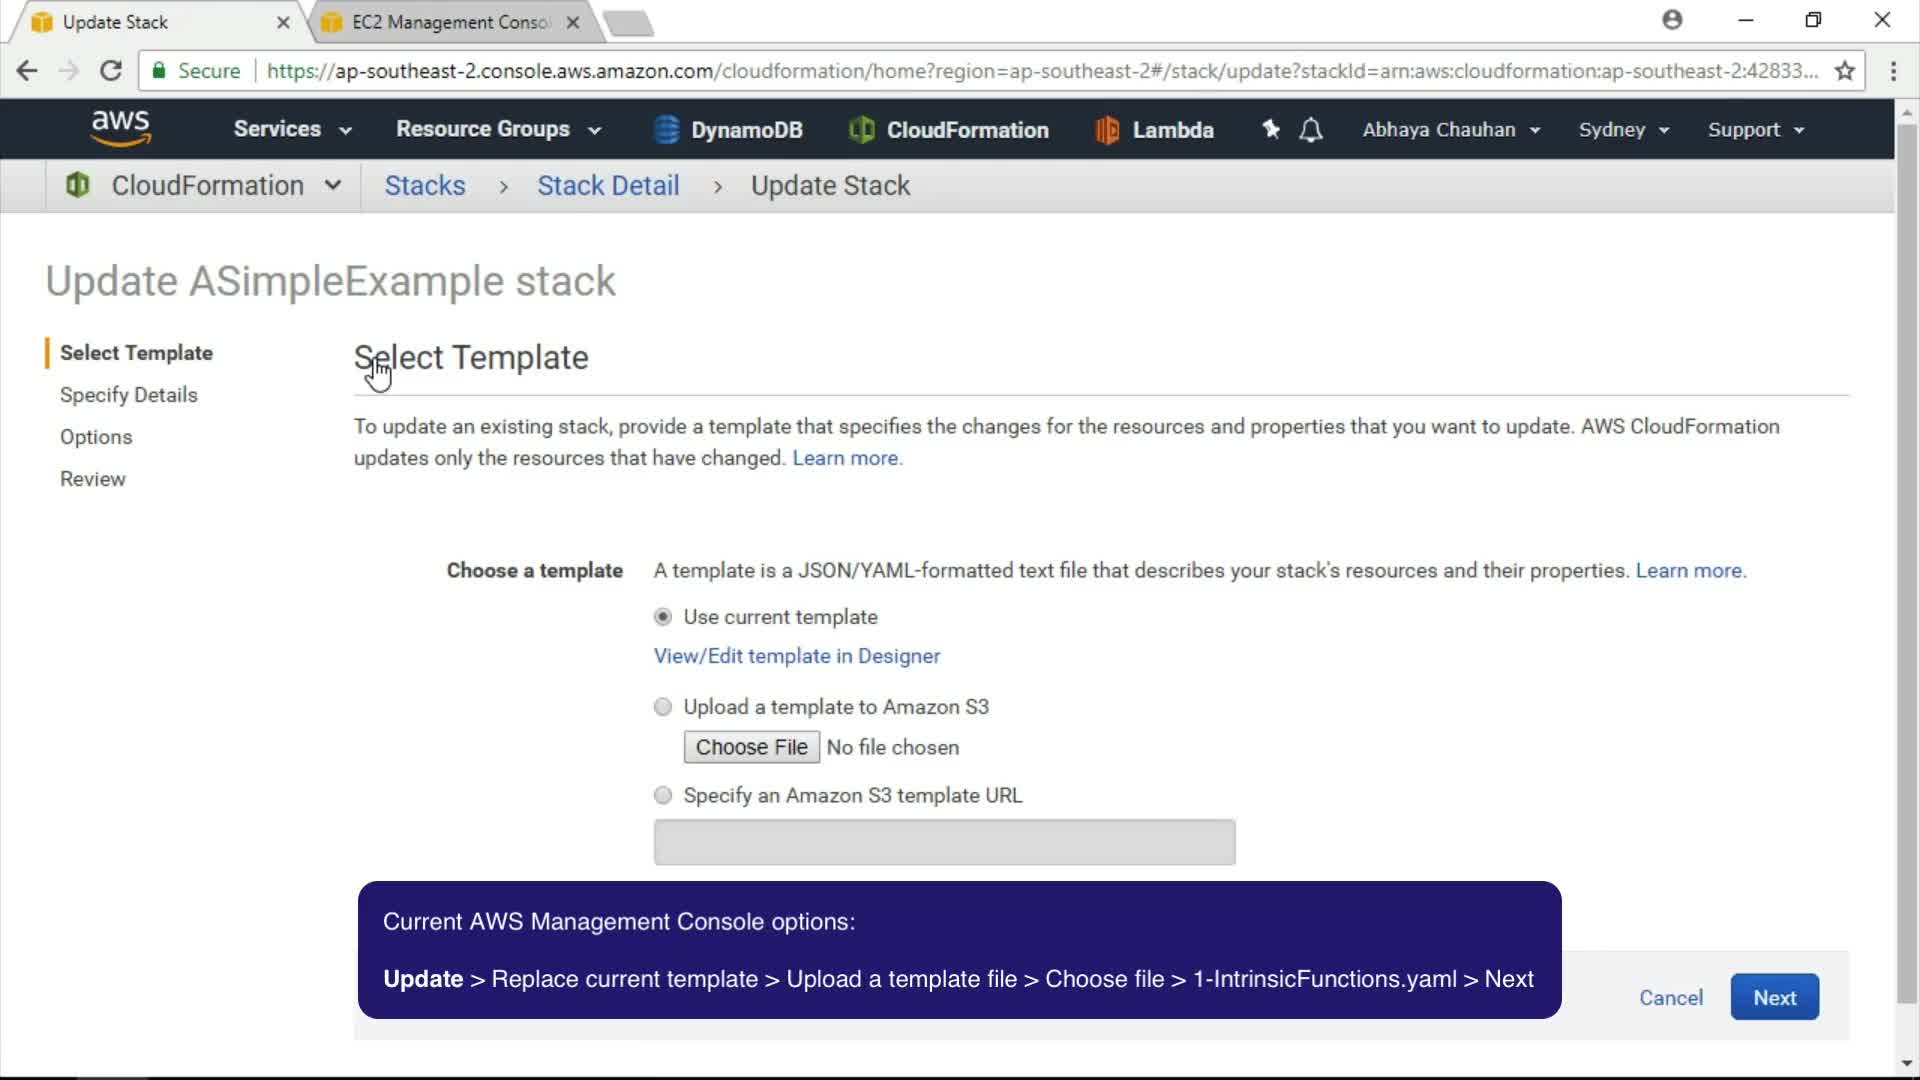 Update Stack
EC2 Management Conso
Secure https://ap-southeast-2.console.aws.amazon.com/cloudformation/home?region=ap-southeast-2#/stack/update?stackId=arn:aws:cloudformation:ap-southeast-2:42833...
aws Services Resource Groups DynamoDB CloudFormation Lambda Abhaya Chauhan Sydney Support
CloudFormation Stacks > Stack Detail > Update Stack
Update ASimpleExample stack
Select Template
Specify Details
Options
Review
Select Template
To update an existing stack, provide a template that specifies the changes for the resources and properties that you want to update. AWS CloudFormation
updates only the resources that have changed. Learn more.
Choose a template A template is a JSON/YAML-formatted text file that describes your stack's resources and their properties. Learn more.
Use current template
View/Edit template in Designer
Upload a template to Amazon S3
Choose File No file chosen
Specify an Amazon S3 template URL
Current AWS Management Console options:
Update > Replace current template > Upload a template file > Choose file > 1-IntrinsicFunctions.yaml > Next
Cancel Next